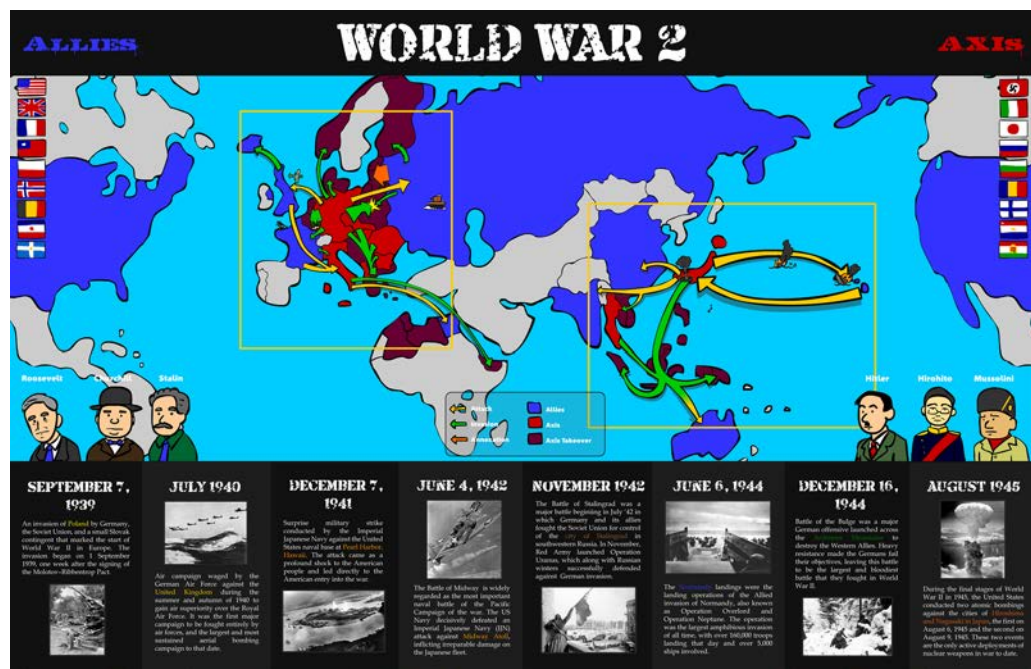 ALLIES
WORLD WAR 2
AXIS
Roosevelt
Churchill
Stalin
Hitler
Hirohito
Mussolini
Attack
Invasion
Annexation
Allies
Axis
Axis Takeover
SEPTEMBER 7,
1939
An invasion of Poland by Germany,
the Soviet Union, and a small Slovak
contingent that marked the start of
World War II in Europe. The
invasion began on 1 September
1939, one week after the signing of
the Molotov-Ribbentrop Pact.
JULY 1940
Air campaign waged by the
German Air Force against the
United Kingdom during the
summer and autumn of 1940 to
gain air superiority over the Royal
Air Force. It was the first major
campaign to be fought entirely by
air forces, and the largest and most
sustained aerial bombing
campaign to that date.
DECEMBER 7,
1941
Surprise military strike
conducted by the Imperial
Japanese Navy against the United
States naval base at Pearl Harbor,
Hawaii. The attack came as a
profound shock to the American
people and led directly to the
American entry into the war.
JUNE 4, 1942
The Battle of Midway is widely
regarded as the most important
naval battle of the Pacific
Campaign of the war. The US
Navy decisively defeated an
Imperial Japanese Navy (IJN)
attack against Midway Atoll,
inflicting irreparable damage on
the Japanese fleet.
NOVEMBER 1942
The Battle of Stalingrad was a
major battle beginning in July '42 in
which Germany and its allies
fought the Soviet Union for control
of the city of Stalingrad in
southwestern Russia. In November,
Red Army launched Operation
Uranus, which along with Russian
winters successfully defended
against German invasion.
JUNE 6, 1944
The Normandy landings were the
landing operations of the Allied
invasion of Normandy, also known
as Operation Overlord and
Operation Neptune. The operation
was the largest amphibious invasion
of all time, with over 160,000 troops
landing that day and over 5,000
ships involved.
DECEMBER 16,
1944
Battle of the Bulge was a major
German offensive launched across
the Ardennes Mountains to
destroy the Western Allies. Heavy
resistance made the Germans fail
their objectives, leaving this battle
to be the largest and bloodiest
battle that they fought in World
War II.
AUGUST 1945
During the final stages of World
War II in 1945, the United States
conducted two atomic bombings
against the cities of Hiroshima
and Nagasaki in Japan, the first on
August 6, 1945 and the second on
August 9, 1945. These two events
are the only active deployments of
nuclear weapons in war to date.